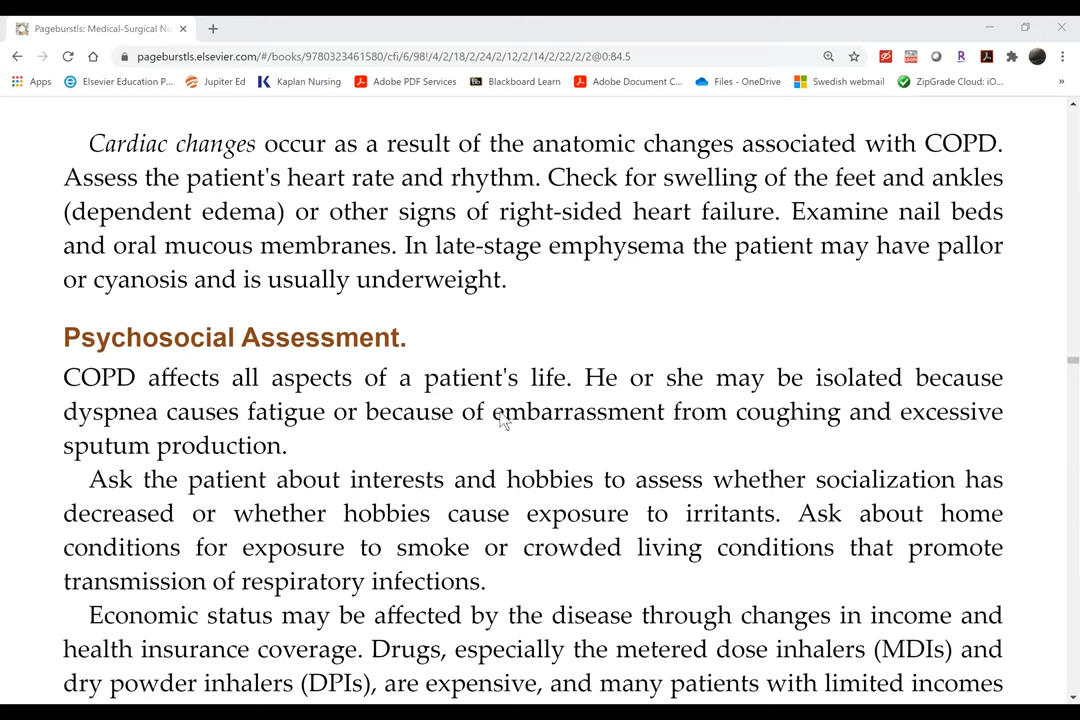 Pageburstls: Medical-Surgical Nu
pageburstls.elsevier.com/#/books/9780323461580/cfi/6/98!/4/2/18/2/24/2/12/2/14/2/22/2/2@0:84.5
Apps Elsevier Education P... Jupiter Ed Kaplan Nursing Adobe PDF Services Blackboard Learn Adobe Document C... Files - OneDrive Swedish webmail ZipGrade Cloud: iO... »
Cardiac changes occur as a result of the anatomic changes associated with COPD.
Assess the patient's heart rate and rhythm. Check for swelling of the feet and ankles
(dependent edema) or other signs of right-sided heart failure. Examine nail beds
and oral mucous membranes. In late-stage emphysema the patient may have pallor
or cyanosis and is usually underweight.
Psychosocial Assessment.
COPD affects all aspects of a patient's life. He or she may be isolated because
dyspnea causes fatigue or because of embarrassment from coughing and excessive
sputum production.
Ask the patient about interests and hobbies to assess whether socialization has
decreased or whether hobbies cause exposure to irritants. Ask about home
conditions for exposure to smoke or crowded living conditions that promote
transmission of respiratory infections.
Economic status may be affected by the disease through changes in income and
health insurance coverage. Drugs, especially the metered dose inhalers (MDIs) and
dry powder inhalers (DPIs), are expensive, and many patients with limited incomes